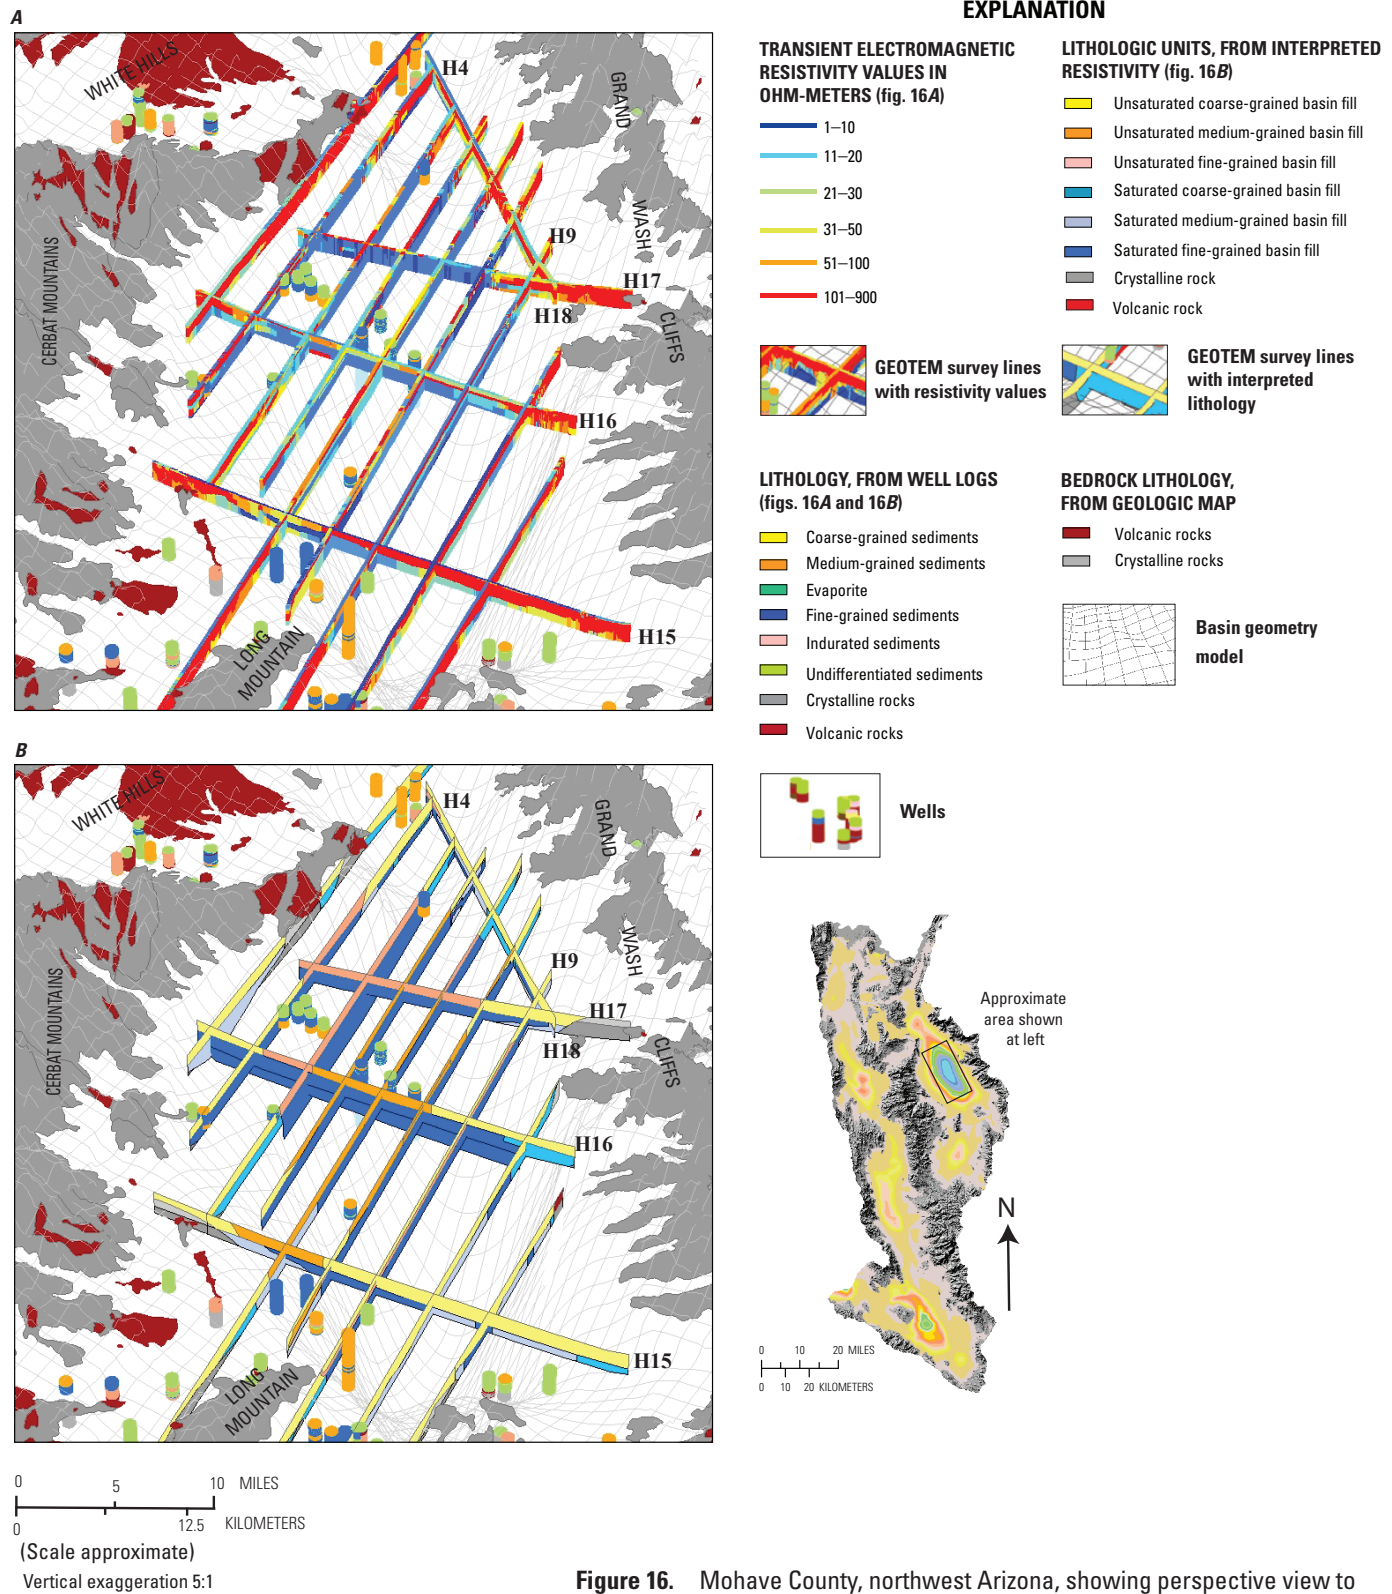 A
WHITE HILLS
H4
GRAND
WASH
CLIFFS
CERBAT MOUNTAINS
H9
H17
H18
H16
H15
LONG
MOUNTAIN
B
WHITE HILLS
H4
GRAND
WASH
CLIFFS
CERBAT MOUNTAINS
H9
H17
H18
H16
H15
LONG
MOUNTAIN
0 5 10 MILES
0 12.5 KILOMETERS
(Scale approximate)
Vertical exaggeration 5:1
EXPLANATION
TRANSIENT ELECTROMAGNETIC
RESISTIVITY VALUES IN
OHM-METERS (fig. 16A)
1–10
11–20
21–30
31–50
51–100
101–900
GEOTEM survey lines
with resistivity values
LITHOLOGIC UNITS, FROM INTERPRETED
RESISTIVITY (fig. 16B)
Unsaturated coarse-grained basin fill
Unsaturated medium-grained basin fill
Unsaturated fine-grained basin fill
Saturated coarse-grained basin fill
Saturated medium-grained basin fill
Saturated fine-grained basin fill
Crystalline rock
Volcanic rock
GEOTEM survey lines
with interpreted
lithology
LITHOLOGY, FROM WELL LOGS
(figs. 16A and 16B)
Coarse-grained sediments
Medium-grained sediments
Evaporite
Fine-grained sediments
Indurated sediments
Undifferentiated sediments
Crystalline rocks
Volcanic rocks
Wells
BEDROCK LITHOLOGY,
FROM GEOLOGIC MAP
Volcanic rocks
Crystalline rocks
Basin geometry
model
Approximate
area shown
at left
N
0 10 20 MILES
0 10 20 KILOMETERS
Figure 16. Mohave County, northwest Arizona, showing perspective view to